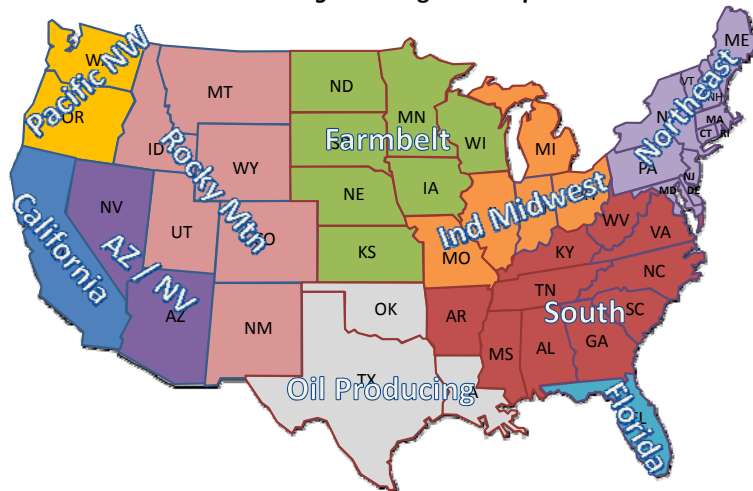 ME
WA
Pacific NW
VT
NH
MT
ND
MN
OR
Northeast
MA
CT
RI
Farmbelt
WI
MI
ID
Rocky Mtn
WY
PA
NJ
MD
DE
IA
NE
Ind Midwest
California
NV
WV
VA
UT
CO
KS
MO
KY
AZ / NV
NC
TN
OK
South
SC
AZ
AR
NM
GA
MS
AL
TX
Oil Producing
Florida